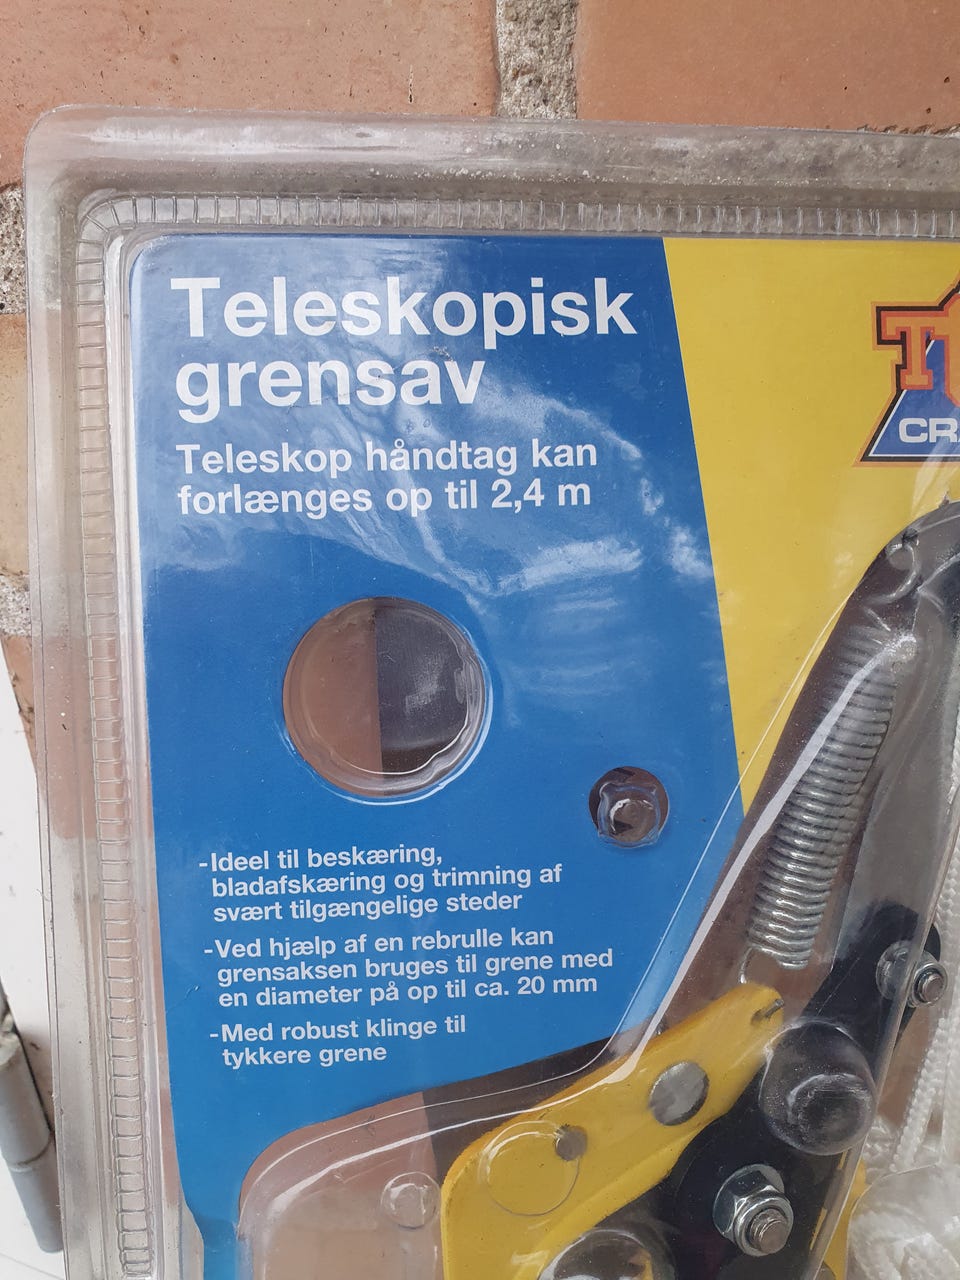 Teleskopisk
grensav
Teleskop håndtag kan
forlænges op til 2,4 m
-Ideel til beskæring,
bladafskæring og trimning af
svært tilgængelige steder
-Ved hjælp af en rebrulle kan
grensaksen bruges til grene med
en diameter på op til ca. 20 mm
-Med robust klinge til
tykkere grene